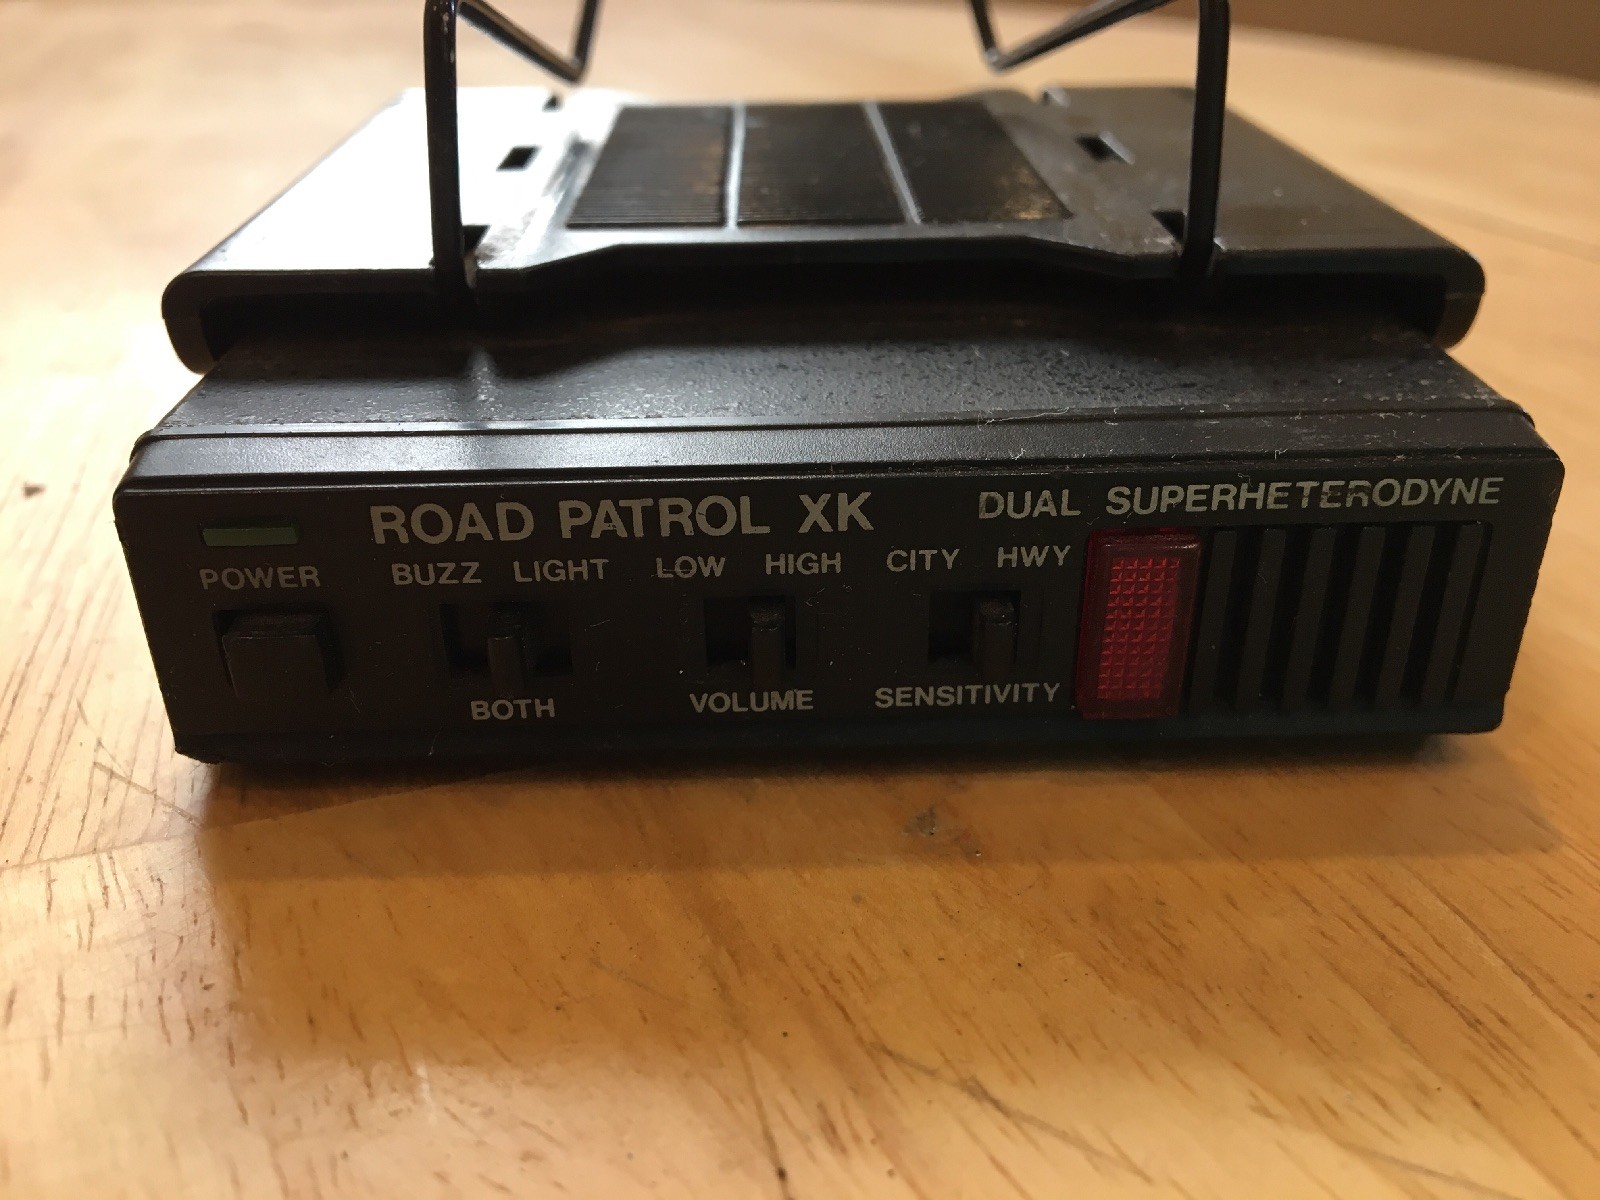 ROAD PATROL XK DUAL SUPERHETERODYNE
POWER BUZZ LIGHT LOW HIGH CITY HWY
BOTH VOLUME SENSITIVITY